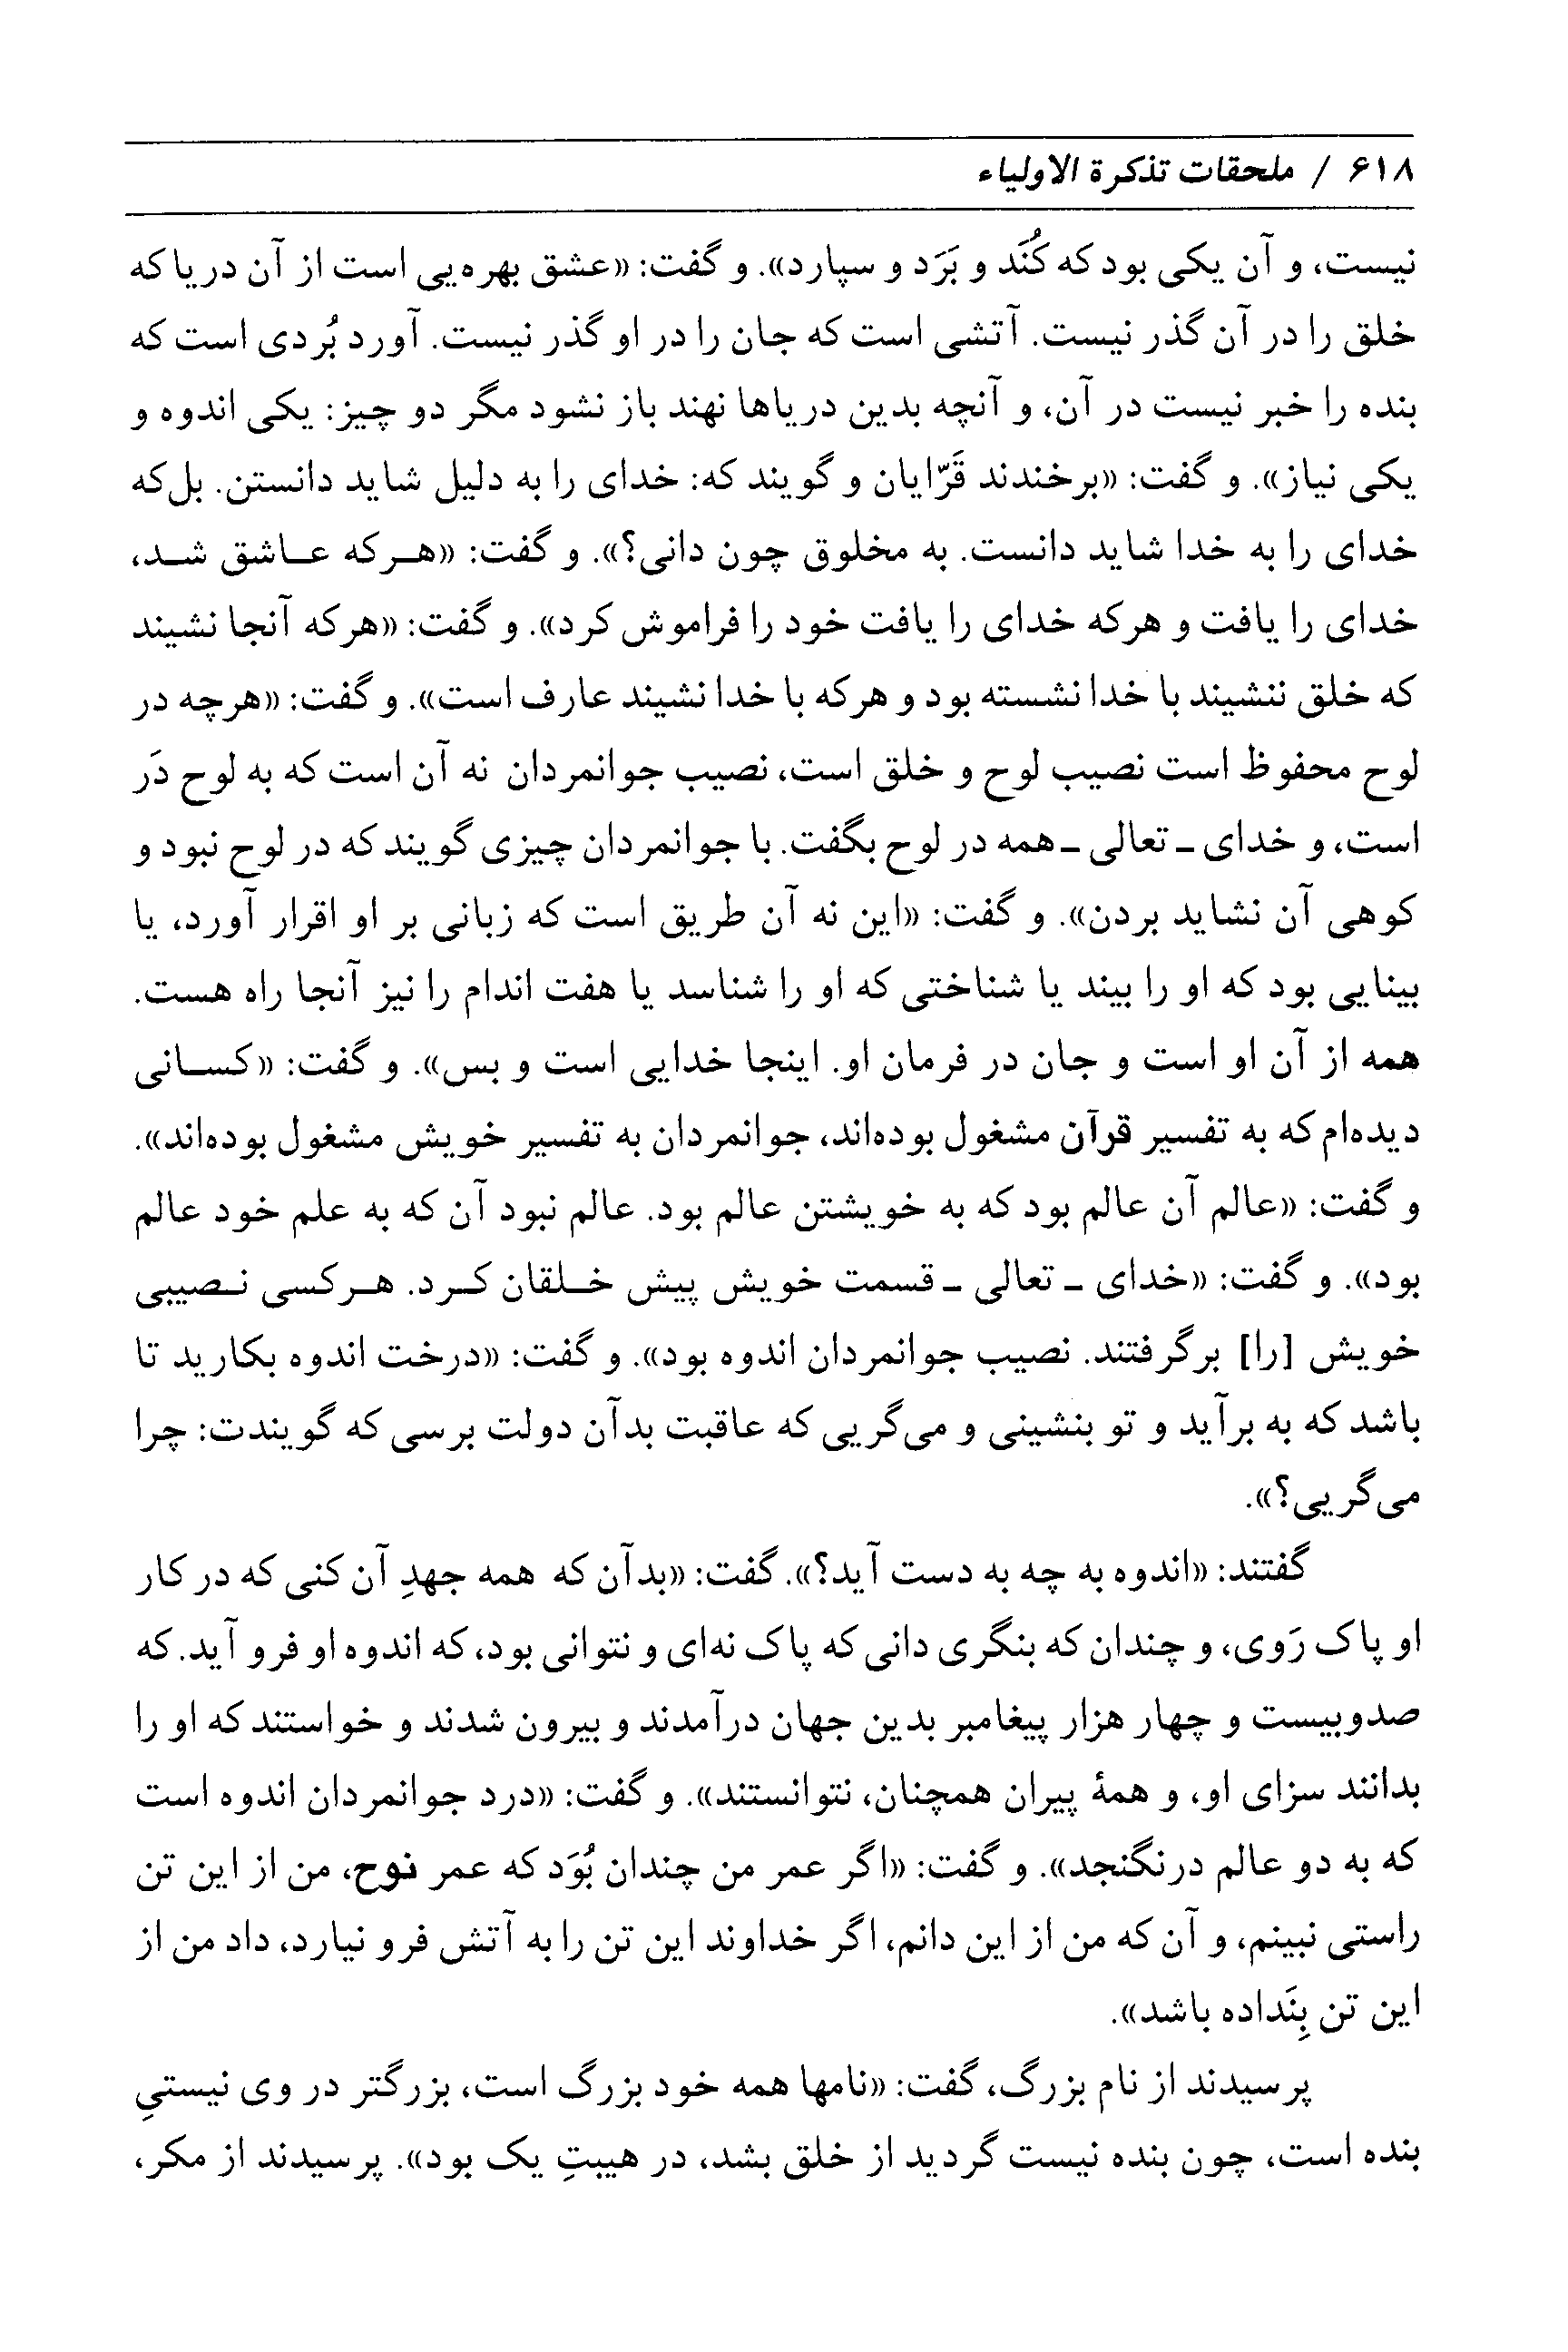 ۶۱۸ / ملحقات تذکرة الاولیاء
نیست، و آن یکی بود که کُنَد و بَرَد و سپارد». و گفت: «عشق بهره‌یی است از آن دریا که
خلق را در آن گذر نیست. آتشی است که جان را در او گذر نیست. آورد بُردی است که
بنده را خبر نیست در آن، و آنچه بدین دریاها نهند باز نشود مگر دو چیز: یکی اندوه و
یکی نیاز». و گفت: «برخندند قَرّایان و گویند که: خدای را به دلیل شاید دانستن. بل‌که
خدای را به خدا شاید دانست. به مخلوق چون دانی؟». و گفت: «هرکه عاشق شد،
خدای را یافت و هرکه خدای را یافت خود را فراموش کرد». و گفت: «هرکه آنجا نشیند
که خلق ننشیند با خدا نشسته بود و هرکه با خدا نشیند عارف است». و گفت: «هرچه در
لوح محفوظ است نصیب لوح و خلق است، نصیب جوانمردان نه آن است که به لوح دَر
است، و خدای ـ تعالی ـ همه در لوح بگفت. با جوانمردان چیزی گویند که در لوح نبود و
کوهی آن نشاید بردن». و گفت: «این نه آن طریق است که زبانی بر او اقرار آورد، یا
بینایی بود که او را بیند یا شناختی که او را شناسد یا هفت اندام را نیز آنجا راه هست.
همه از آن او است و جان در فرمان او. اینجا خدایی است و بس». و گفت: «کسانی
دیده‌ام که به تفسیر قرآن مشغول بوده‌اند، جوانمردان به تفسیر خویش مشغول بوده‌اند».
و گفت: «عالم آن عالم بود که به خویشتن عالم بود. عالم نبود آن که به علم خود عالم
بود». و گفت: «خدای ـ تعالی ـ قسمت خویش پیش خلقان کرد. هرکسی نصیبی
خویش [را] برگرفتند. نصیب جوانمردان اندوه بود». و گفت: «درخت اندوه بکارید تا
باشد که به برآید و تو بنشینی و می‌گریی که عاقبت بدآن دولت برسی که گویندت: چرا
می‌گریی؟».
گفتند: «اندوه به چه به دست آید؟». گفت: «بدآن که همه جهدِ آن کنی که در کار
او پاک رَوی، و چندان که بنگری دانی که پاک نه‌ای و نتوانی بود، که اندوه او فرو آید. که
صدوبیست و چهار هزار پیغامبر بدین جهان درآمدند و بیرون شدند و خواستند که او را
بدانند سزای او، و همهٔ پیران همچنان، نتوانستند». و گفت: «درد جوانمردان اندوه است
که به دو عالم درنگنجد». و گفت: «اگر عمر من چندان بُوَد که عمر نوح، من از این تن
راستی نبینم، و آن که من از این دانم، اگر خداوند این تن را به آتش فرو نیارد، داد من از
این تن بِنَداده باشد».
پرسیدند از نام بزرگ، گفت: «نامها همه خود بزرگ است، بزرگتر در وی نیستیِ
بنده است، چون بنده نیست گردید از خلق بشد، در هیبتِ یک بود». پرسیدند از مکر،